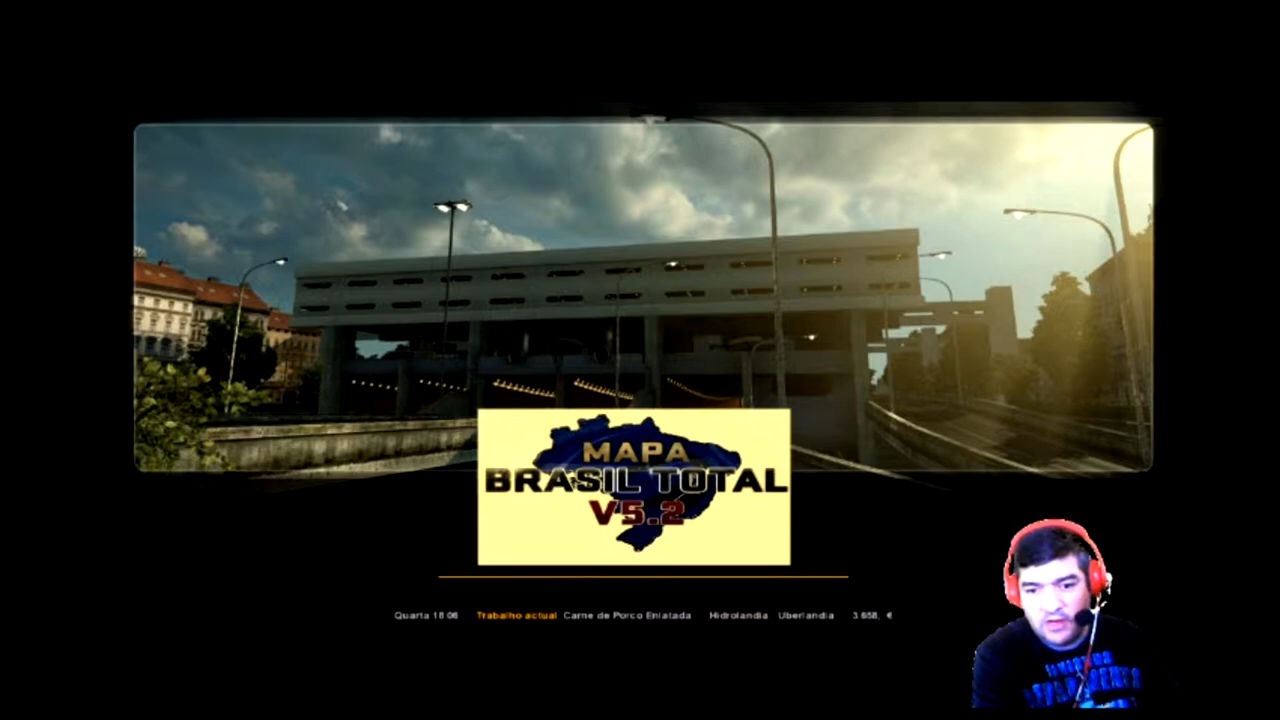 MAPA
BRASIL TOTAL
V5.2
Quarta 18:06 Trabalho actual Carne de Porco Enlatada Hidrolandia Uberlandia 3.658, €